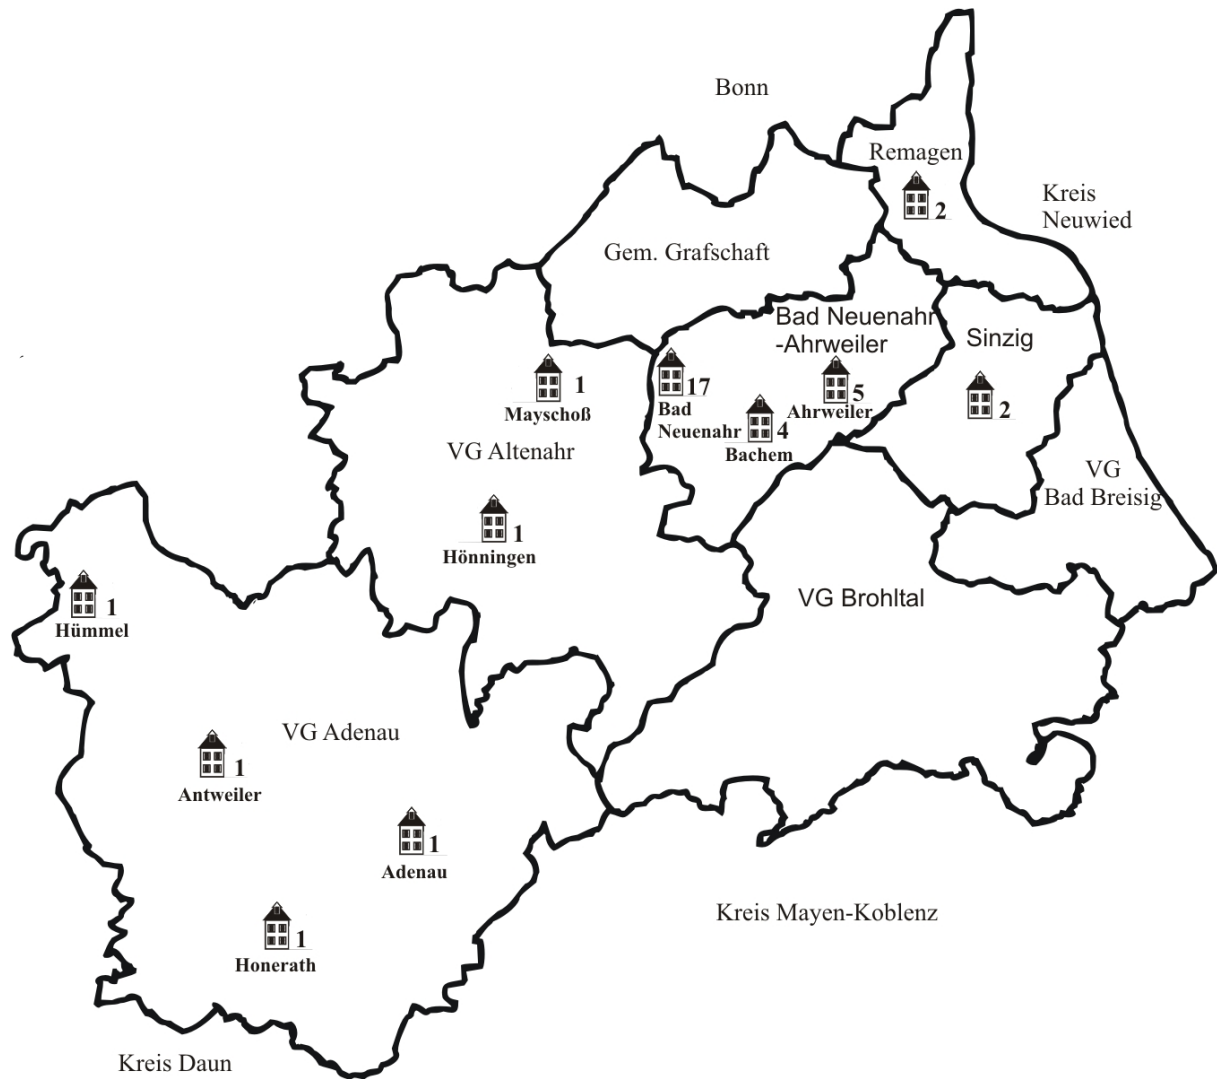 Bonn
Remagen
2
Kreis
Neuwied
Gem. Grafschaft
Bad Neuenahr
-Ahrweiler
Sinzig
2
1
Mayschoß
17
Bad
Neuenahr
4
Bachem
5
Ahrweiler
VG Altenahr
VG
Bad Breisig
1
Hönningen
1
Hümmel
VG Brohltal
VG Adenau
1
Antweiler
1
Adenau
1
Honerath
Kreis Mayen-Koblenz
Kreis Daun